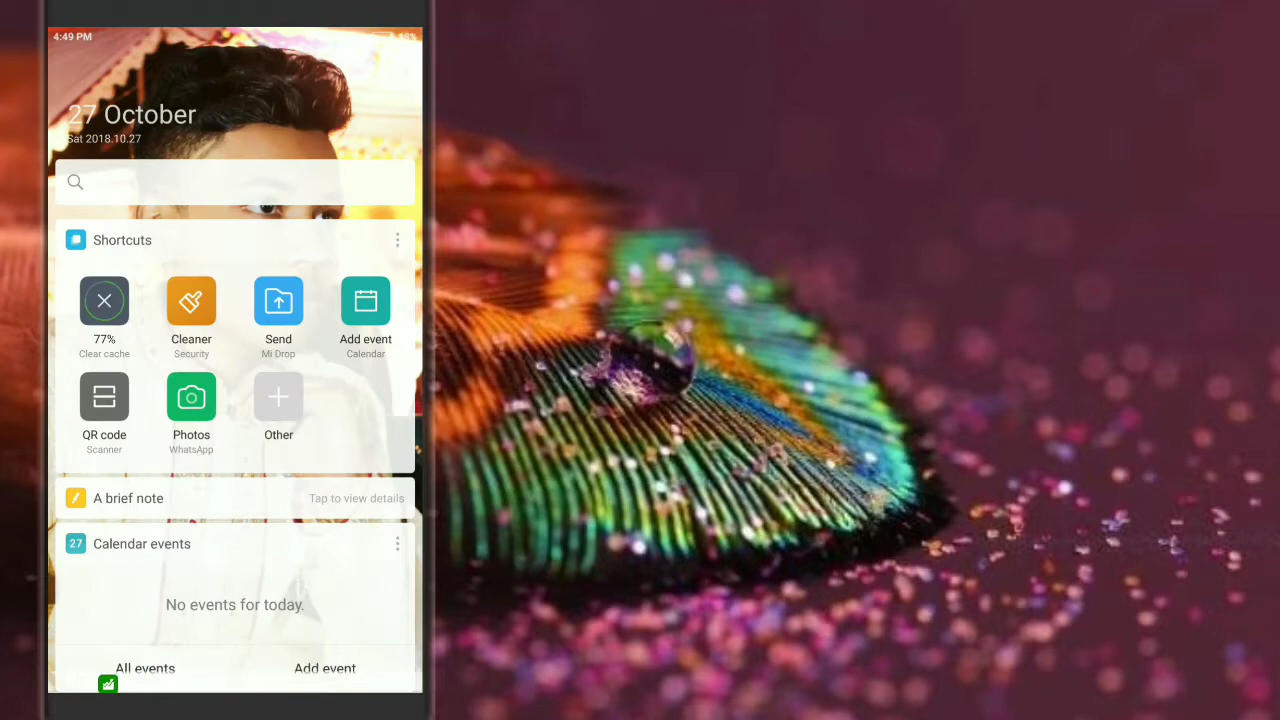 4:49 PM
27 October
Sat 2018.10.27
Shortcuts
77% Cleaner Send Add event
Clear cache Security Mi Drop Calendar
QR code Photos Other
Scanner WhatsApp
A brief note Tap to view details
27 Calendar events
No events for today.
All events Add event